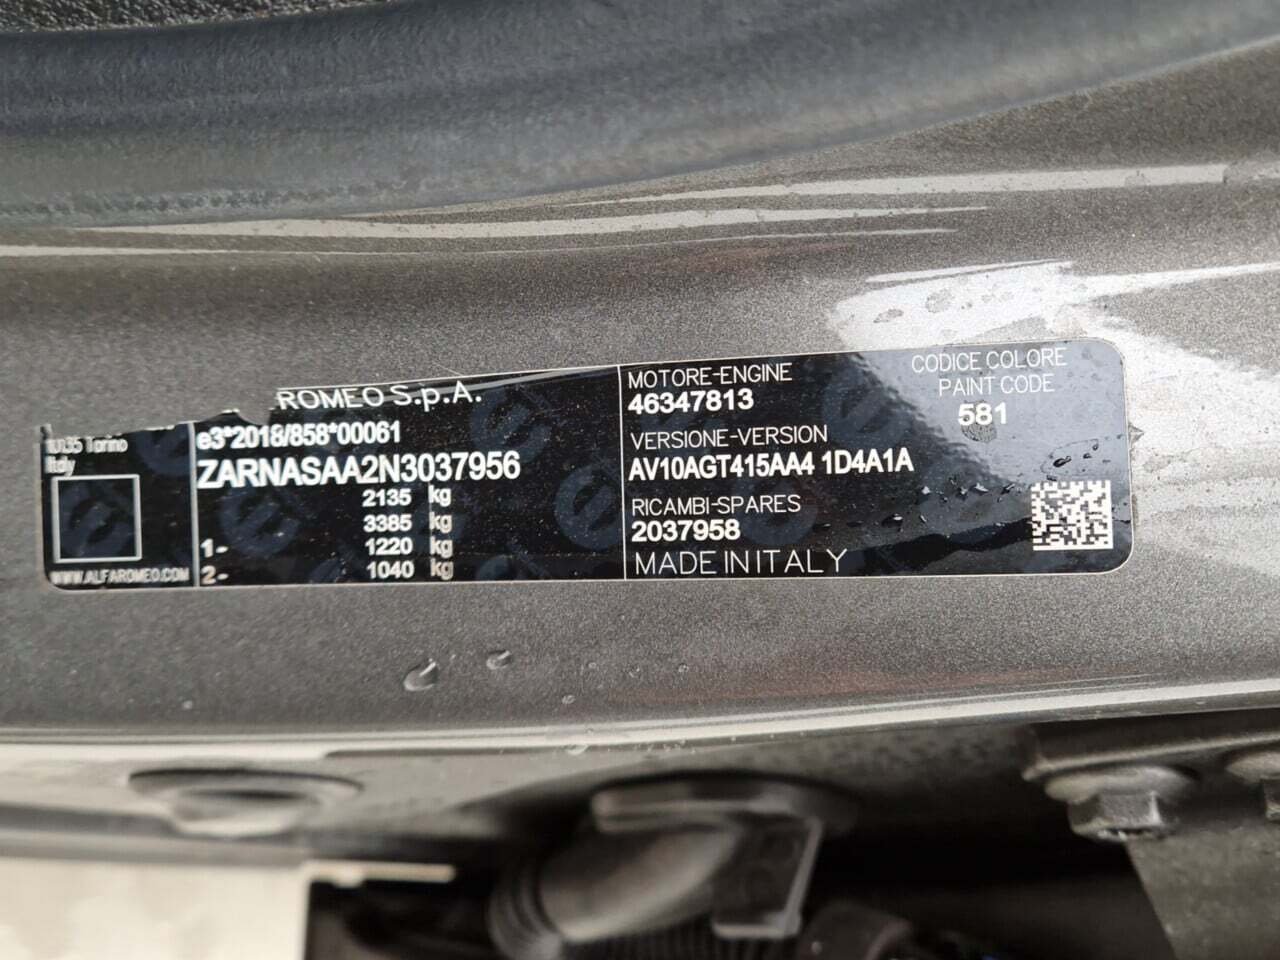 ROMEO S.p.A.
10135 Torino
Italy
WWW.ALFAROMEO.COM
e3*2018/858*00061
ZARNASAA2N3037956
2135 kg
3385 kg
1- 1220 kg
2- 1040 kg
MOTORE-ENGINE
46347813
VERSIONE-VERSION
AV10AGT415AA4 1D4A1A
RICAMBI-SPARES
2037958
MADE IN ITALY
CODICE COLORE
PAINT CODE
581